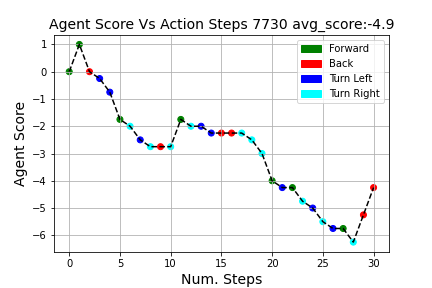 Agent Score Vs Action Steps 7730 avg_score:-4.9
Forward
Back
Turn Left
Turn Right
1
0
−1
−2
−3
−4
−5
−6
Agent Score
0 5 10 15 20 25 30
Num. Steps